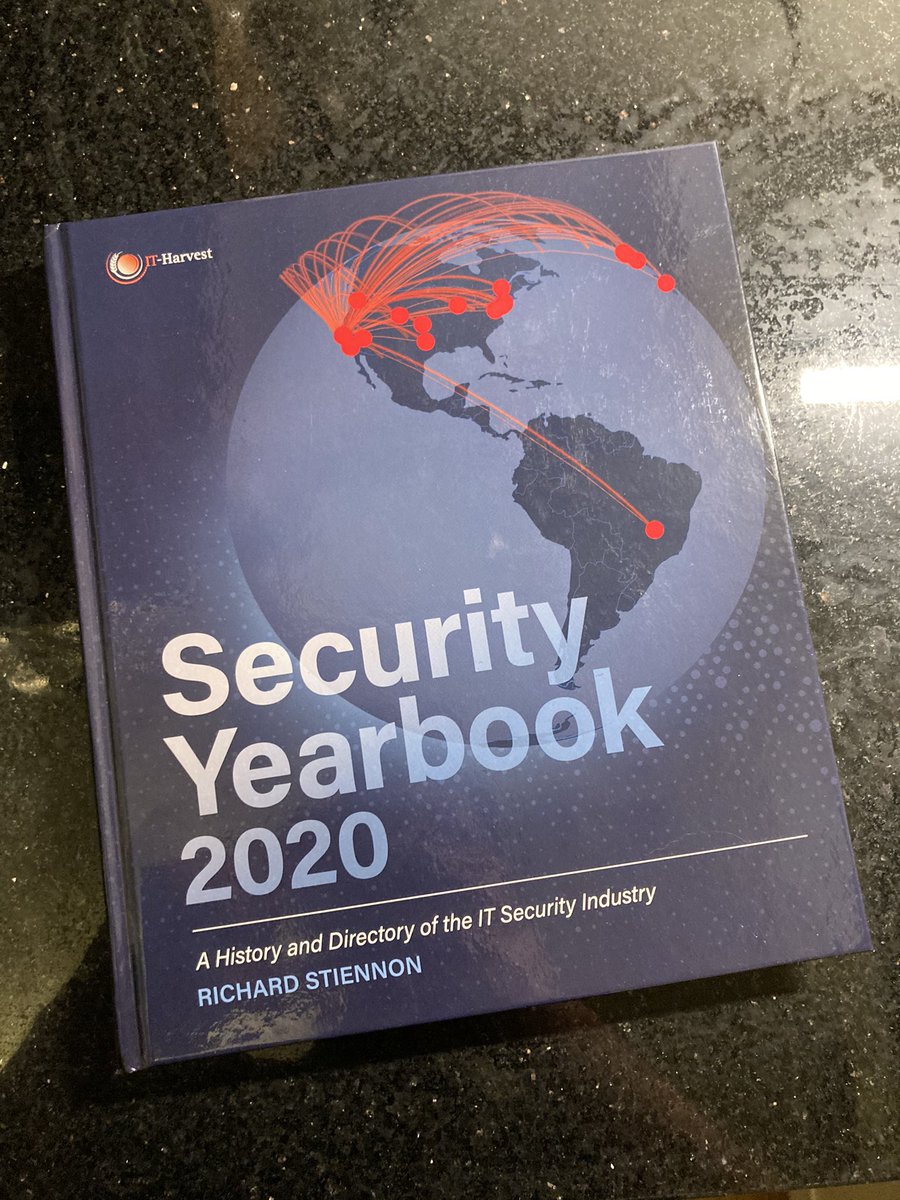 IT-Harvest
Security
Yearbook
2020
A History and Directory of the IT Security Industry
RICHARD STIENNON